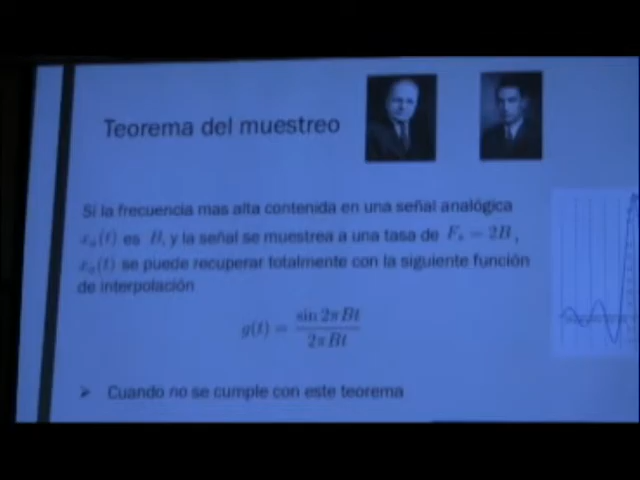 Teorema del muestreo
Si la frecuencia mas alta contenida en una señal analógica
xₐ(t) es B, y la señal se muestrea a una tasa de Fₛ = 2B ,
xₐ(t) se puede recuperar totalmente con la siguiente función
de interpolación
g(t) = sin 2πBt / 2πBt
➢ Cuando no se cumple con este teorema